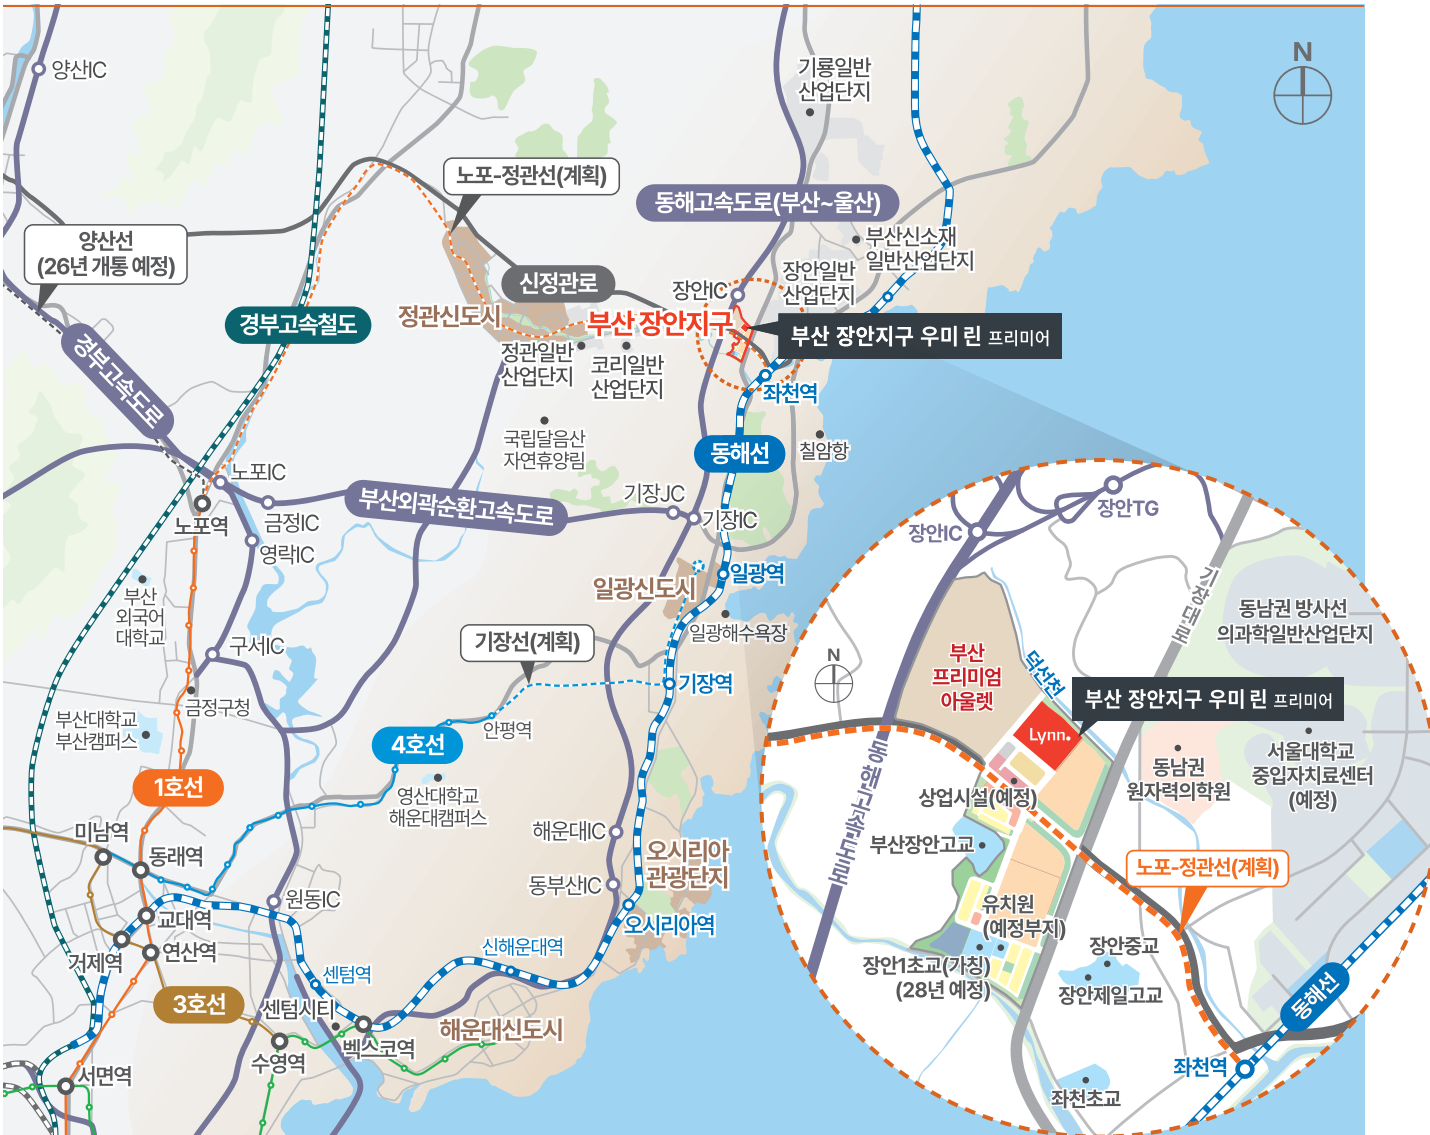 양산IC
기룡일반
산업단지
N
노포-정관선(계획)
동해고속도로(부산~울산)
양산선
(26년 개통 예정)
부산신소재
일반산업단지
신정관로
장안IC
장안일반
산업단지
경부고속철도
정관신도시
부산 장안지구
부산 장안지구 우미 린 프리미어
정관일반
산업단지
코리일반
산업단지
경부고속도로
좌천역
국립달음산
자연휴양림
동해선
칠암항
노포IC
부산외곽순환고속도로
기장JC
기장IC
노포역
금정IC
영락IC
일광역
일광신도시
부산
외국어
대학교
구서IC
기장선(계획)
일광해수욕장
기장역
금정구청
부산대학교
부산캠퍼스
안평역
4호선
1호선
영산대학교
해운대캠퍼스
미남역
동래역
해운대IC
오시리아
관광단지
원동IC
동부산IC
교대역
오시리아역
거제역
연산역
신해운대역
센텀역
3호선
센텀시티
해운대신도시
벡스코역
수영역
서면역
장안TG
장안IC
기장대로
동남권 방사선
의과학일반산업단지
N
부산
프리미엄
아울렛
덕선천
부산 장안지구 우미 린 프리미어
Lynn.
동해고속도로
동남권
원자력의학원
서울대학교
중입자치료센터
(예정)
상업시설(예정)
부산장안고교
노포-정관선(계획)
유치원
(예정부지)
장안1초교(가칭)
(28년 예정)
장안중교
장안제일고교
동해선
좌천역
좌천초교